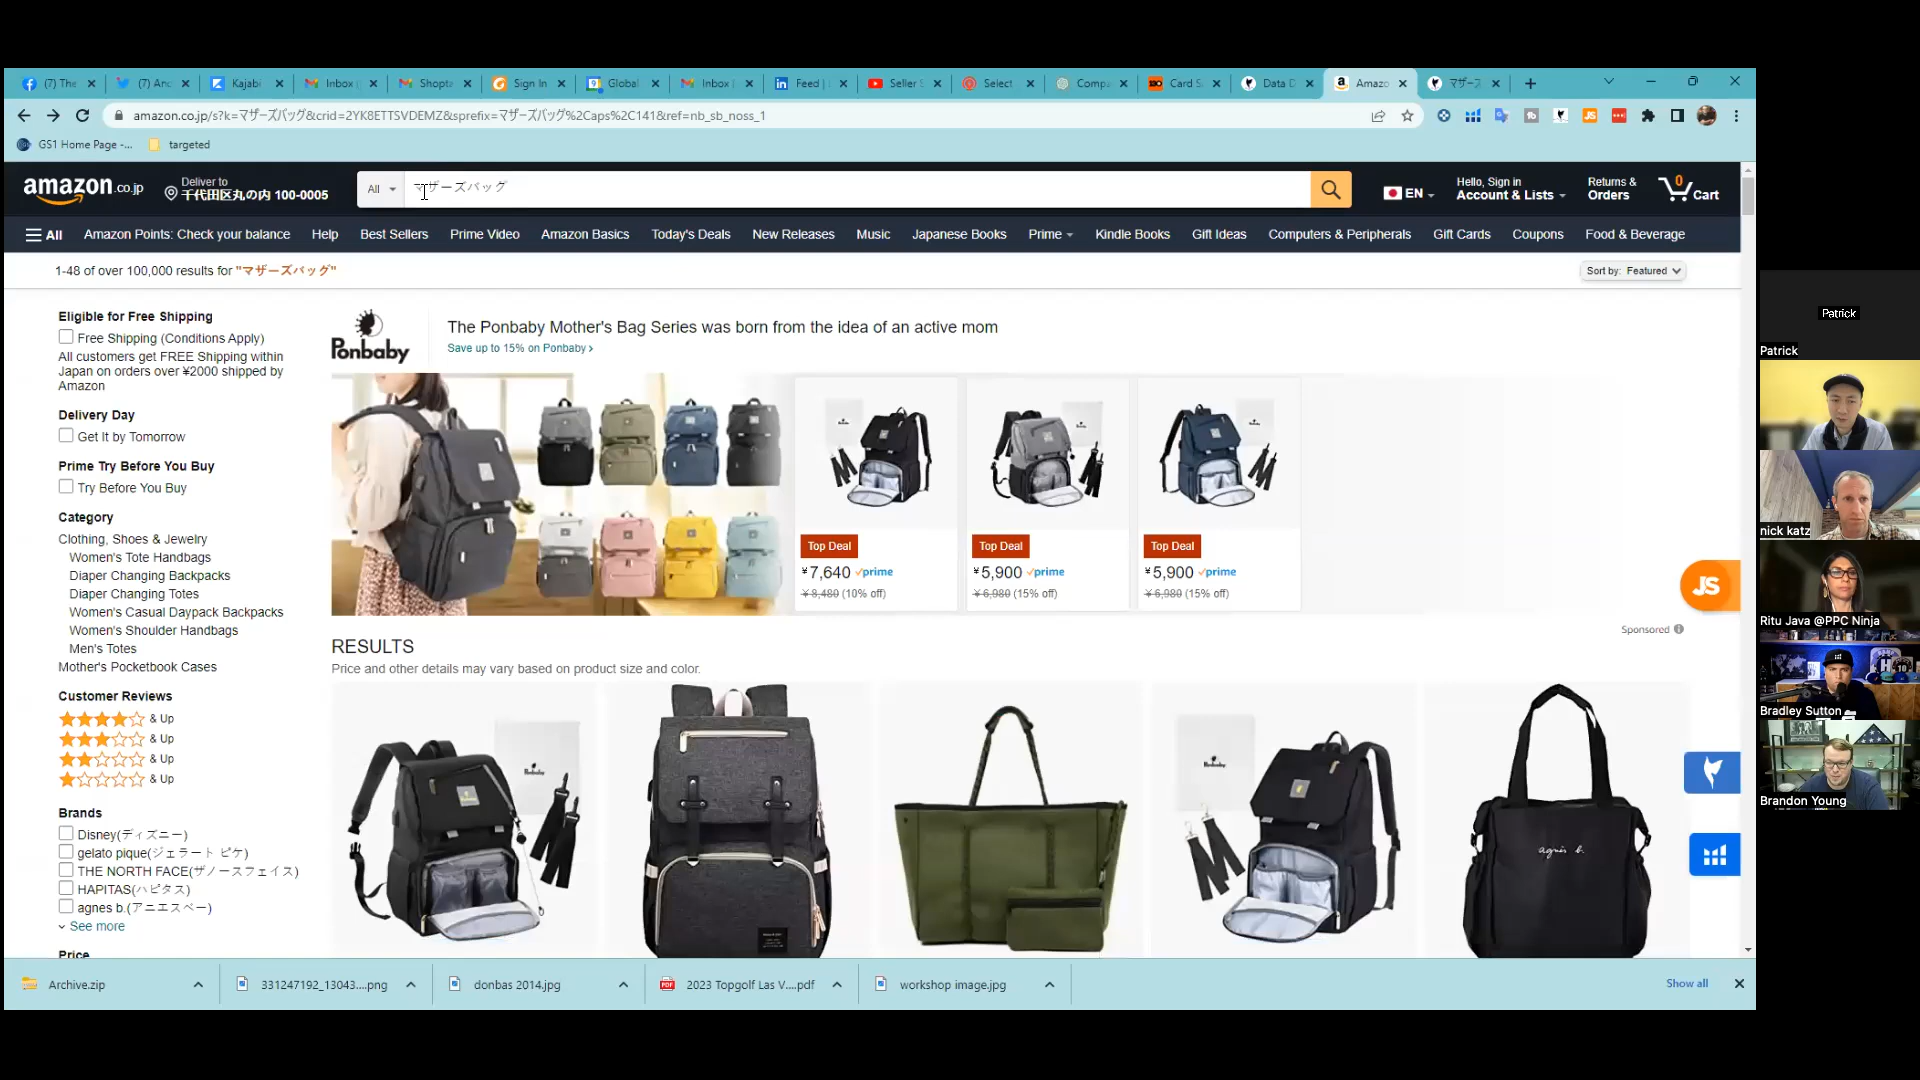 (7) The
(7) Anc
Kajabi
Inbox
Shopta
Sign In
Global
Inbox
Feed |
Seller S
Select
Compa
Card S
Data D
Amazo
マザーズ
amazon.co.jp/s?k=マザーズバッグ&crid=2YK8ETTSVDEMZ&sprefix=マザーズバッグ%2Caps%2C141&ref=nb_sb_noss_1
GS1 Home Page -...
targeted
amazon.co.jp
Deliver to
千代田区丸の内 100-0005
All
マザーズバッグ
EN
Hello, Sign in
Account & Lists
Returns &
Orders
0
Cart
All
Amazon Points: Check your balance
Help
Best Sellers
Prime Video
Amazon Basics
Today's Deals
New Releases
Music
Japanese Books
Prime
Kindle Books
Gift Ideas
Computers & Peripherals
Gift Cards
Coupons
Food & Beverage
1-48 of over 100,000 results for "マザーズバッグ"
Sort by: Featured
Eligible for Free Shipping
Free Shipping (Conditions Apply)
All customers get FREE Shipping within
Japan on orders over ¥2000 shipped by
Amazon
Delivery Day
Get It by Tomorrow
Prime Try Before You Buy
Try Before You Buy
Category
Clothing, Shoes & Jewelry
Women's Tote Handbags
Diaper Changing Backpacks
Diaper Changing Totes
Women's Casual Daypack Backpacks
Women's Shoulder Handbags
Men's Totes
Mother's Pocketbook Cases
Customer Reviews
& Up
& Up
& Up
& Up
Brands
Disney(ディズニー)
gelato pique(ジェラート ピケ)
THE NORTH FACE(ザノースフェイス)
HAPITAS(ハピタス)
agnes b.(アニエスベー)
See more
Price
Ponbaby
The Ponbaby Mother's Bag Series was born from the idea of an active mom
Save up to 15% on Ponbaby
Top Deal
¥7,640 prime
¥8,480 (10% off)
Top Deal
¥5,900 prime
¥6,980 (15% off)
Top Deal
¥5,900 prime
¥6,980 (15% off)
Sponsored
RESULTS
Price and other details may vary based on product size and color.
Ponbaby
Ponbaby
agnès b.
JS
Archive.zip
331247192_13043....png
donbas 2014.jpg
2023 Topgolf Las V....pdf
workshop image.jpg
Show all
Patrick
Patrick
nick katz
Ritu Java @PPC Ninja
Bradley Sutton
Brandon Young